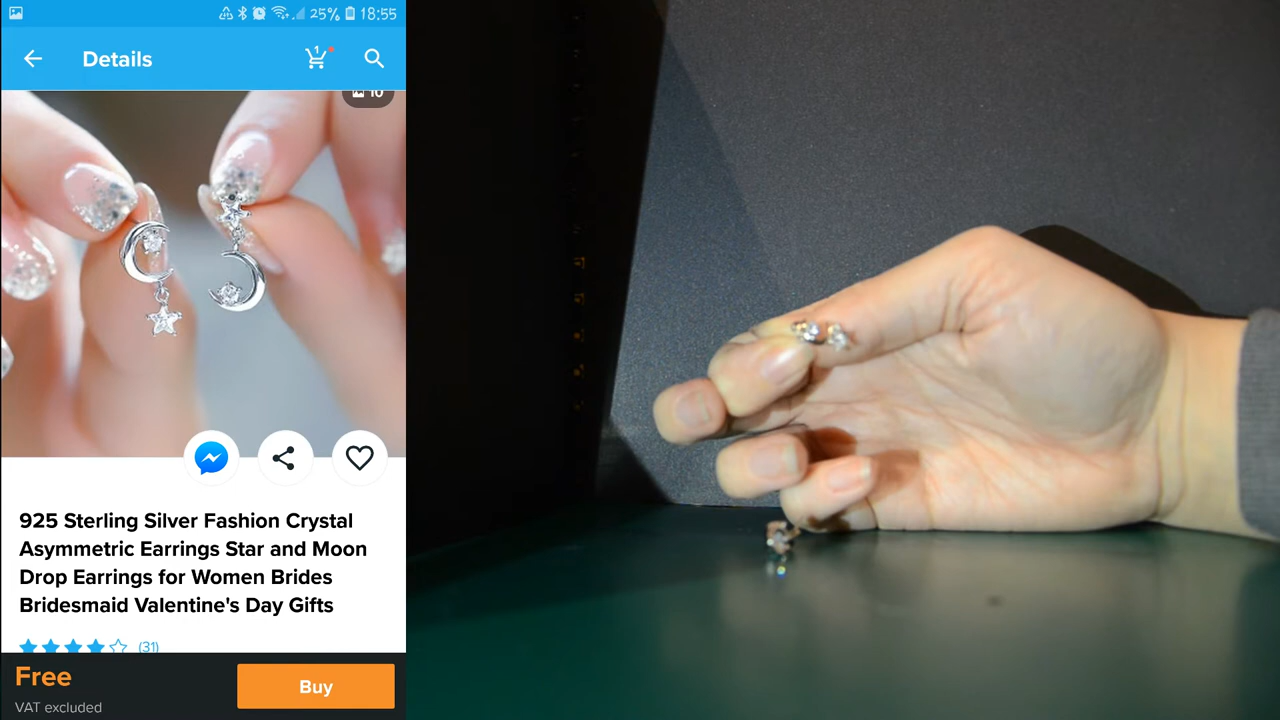 25% 18:55
Details
1
10
925 Sterling Silver Fashion Crystal
Asymmetric Earrings Star and Moon
Drop Earrings for Women Brides
Bridesmaid Valentine's Day Gifts
(31)
Free
Buy
VAT excluded